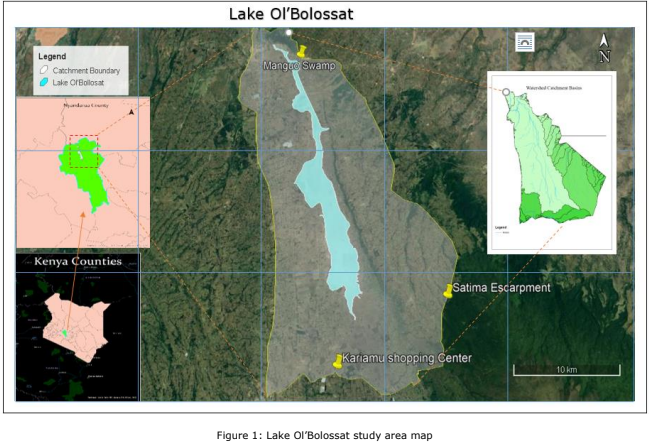 Lake Ol'Bolossat
Legend
Catchment Boundary
Lake Ol'Bollosat
Manguo Swamp
N
Nyandarua County
Watershed Catchment Basins
Legend
Kenya Counties
Satima Escarpment
Kariamu shopping Center
10 km
Figure 1: Lake Ol'Bolossat study area map